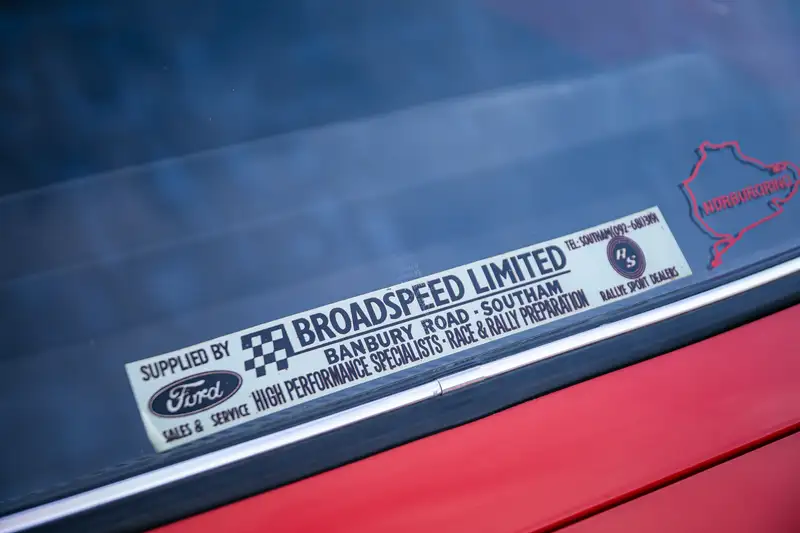 SUPPLIED BY
Ford
SALES & SERVICE
BROADSPEED LIMITED
BANBURY ROAD · SOUTHAM
HIGH PERFORMANCE SPECIALISTS · RACE & RALLY PREPARATION
TEL: SOUTHAM (092-681) 3191
RS
RALLYE SPORT DEALERS
NÜRBURGRING